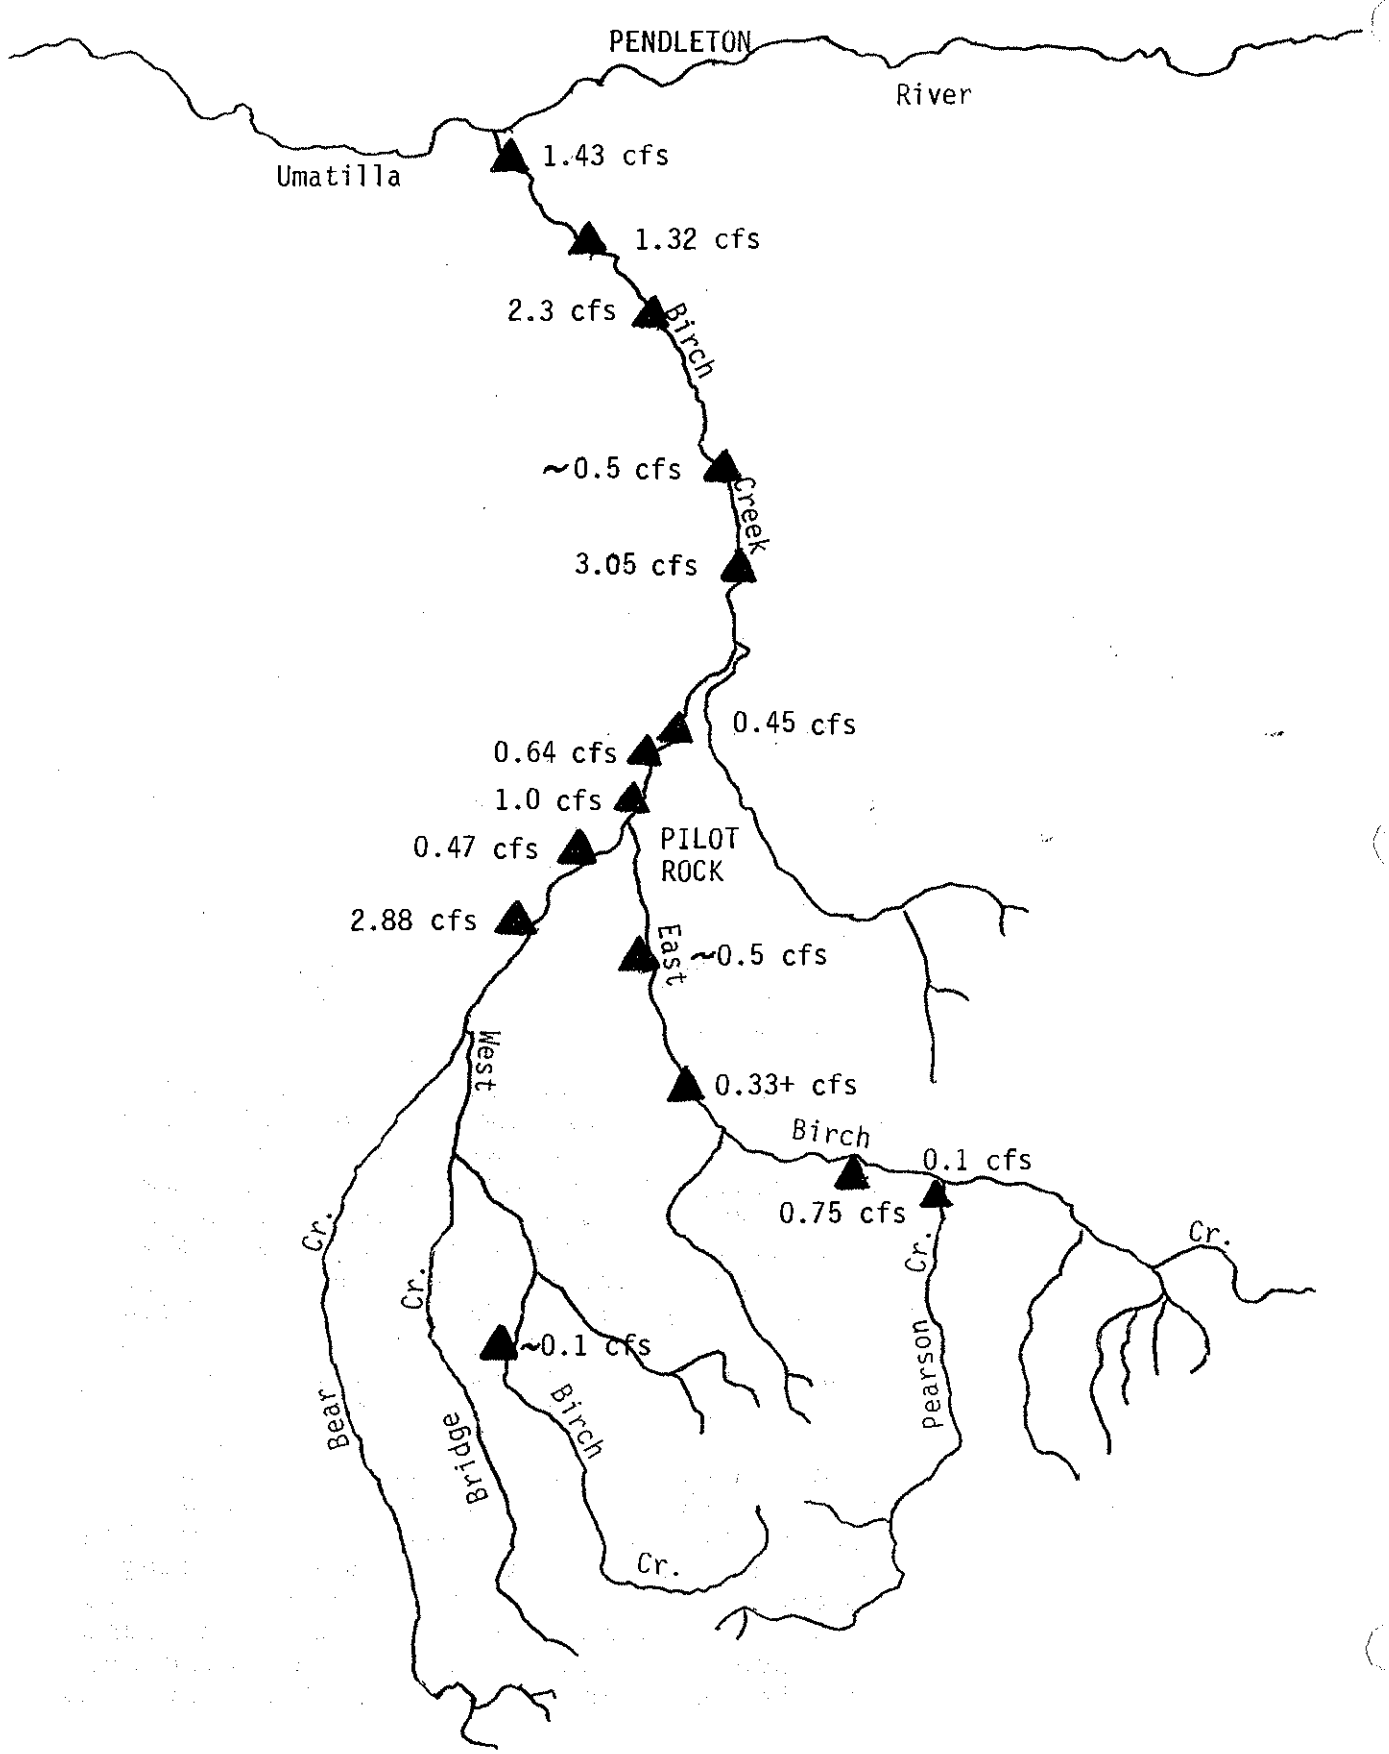 PENDLETON
River
Umatilla
1.43 cfs
1.32 cfs
2.3 cfs
Birch
~0.5 cfs
Creek
3.05 cfs
0.45 cfs
0.64 cfs
1.0 cfs
0.47 cfs
PILOT
ROCK
2.88 cfs
East
~0.5 cfs
West
0.33+ cfs
Birch
0.1 cfs
0.75 cfs
Cr.
Cr.
Cr.
Cr.
~0.1 cfs
Pearson
Bear
Birch
Bridge
Cr.